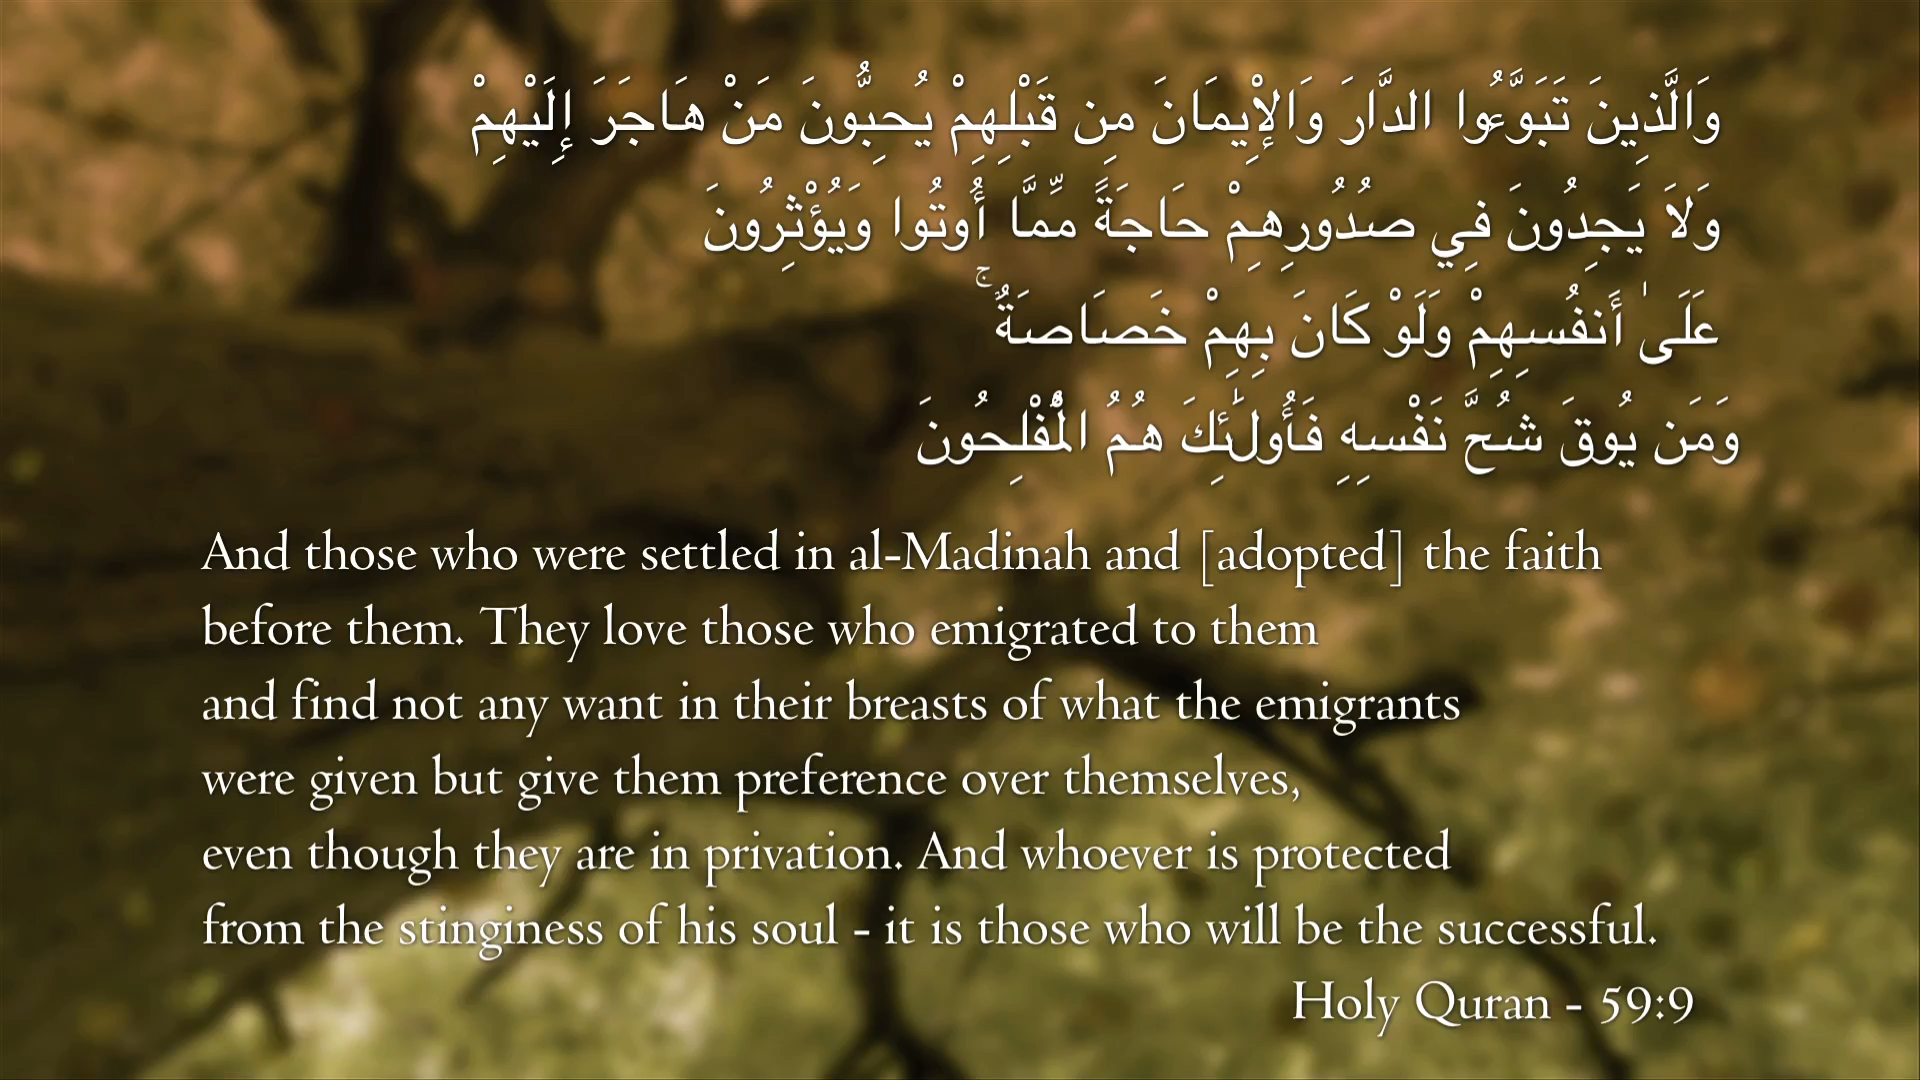 وَالَّذِينَ تَبَوَّءُوا الدَّارَ وَالإْيِمَانَ مِن قَبْلِهِمْ يُحِبُّونَ مَنْ هَاجَرَ إِلَيْهِمْ
وَلاَ يَجِدُونَ فِي صُدُورِهِمْ حَاجَةً مِّمَّا أُوتُوا وَيُؤْثِرُونَ
عَلَىٰ أَنفُسِهِمْ وَلَوْ كَانَ بِهِمْ خَصَاصَةٌ ۚ
وَمَن يُوقَ شُحَّ نَفْسِهِ فَأُولَٰئِكَ هُمُ الْمُفْلِحُونَ
And those who were settled in al-Madinah and [adopted] the faith
before them. They love those who emigrated to them
and find not any want in their breasts of what the emigrants
were given but give them preference over themselves,
even though they are in privation. And whoever is protected
from the stinginess of his soul - it is those who will be the successful.
Holy Quran - 59:9